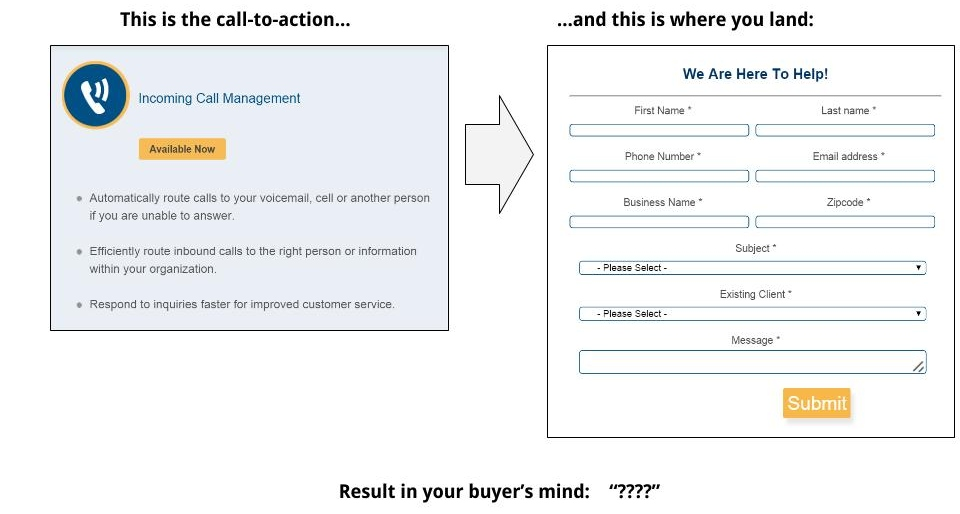 This is the call-to-action...
...and this is where you land:
Incoming Call Management
Available Now
• Automatically route calls to your voicemail, cell or another person
if you are unable to answer.
• Efficiently route inbound calls to the right person or information
within your organization.
• Respond to inquiries faster for improved customer service.
We Are Here To Help!
First Name *
Last name *
Phone Number *
Email address *
Business Name *
Zipcode *
Subject *
- Please Select -
Existing Client *
- Please Select -
Message *
Submit
Result in your buyer's mind: “????”